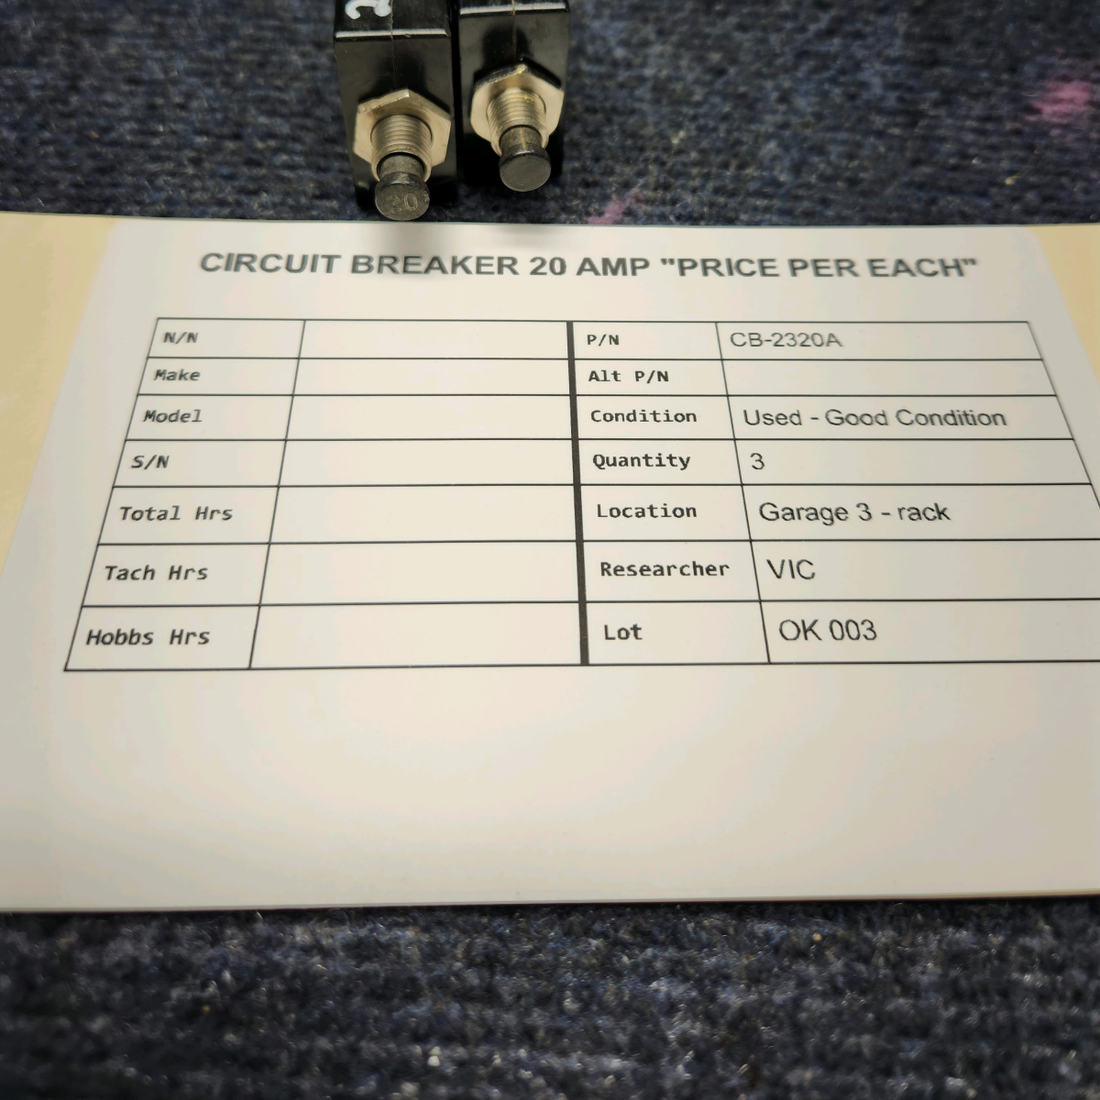 20
CIRCUIT BREAKER 20 AMP "PRICE PER EACH"
N/N P/N CB-2320A
Make Alt P/N
Model Condition Used - Good Condition
S/N Quantity 3
Total Hrs Location Garage 3 - rack
Tach Hrs Researcher VIC
Hobbs Hrs Lot OK 003